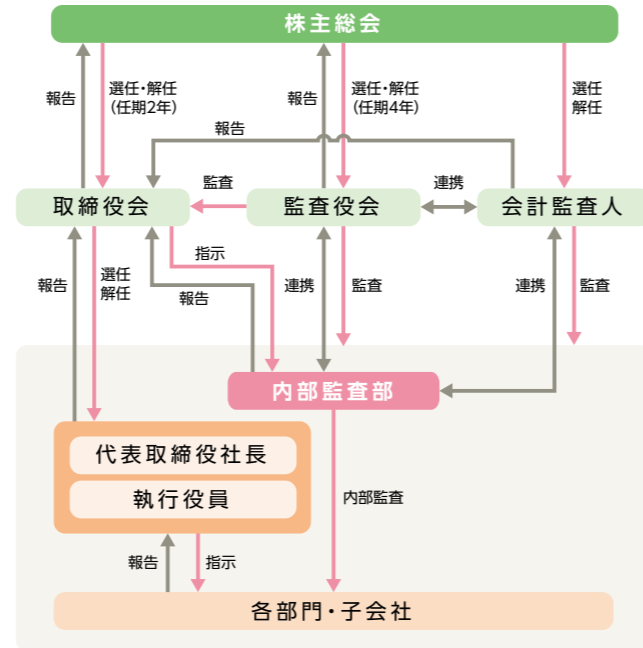 株主総会
報告
選任・解任
(任期2年)
報告
選任・解任
(任期4年)
選任
解任
報告
取締役会
監査
監査役会
連携
会計監査人
報告
選任
解任
指示
報告
連携
監査
連携
監査
内部監査部
代表取締役社長
執行役員
内部監査
報告
指示
各部門・子会社